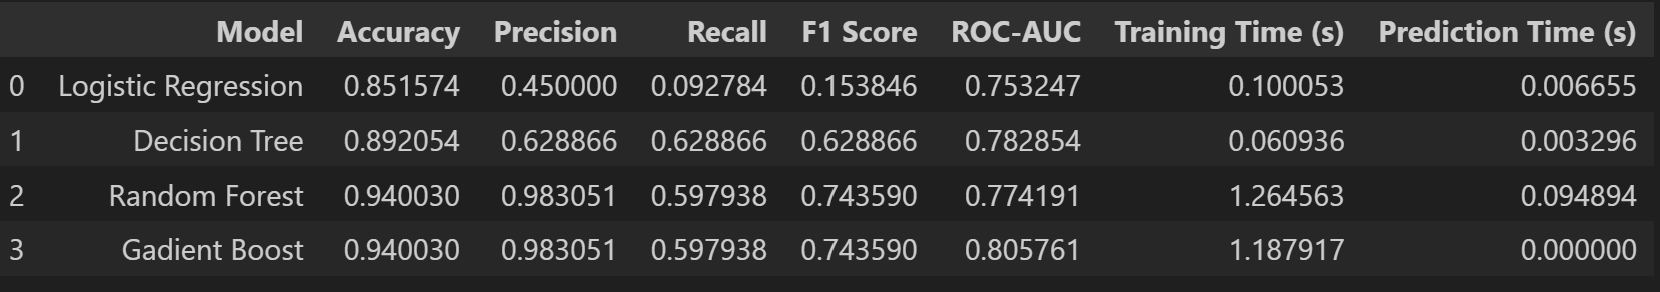 Model Accuracy Precision Recall F1 Score ROC-AUC Training Time (s) Prediction Time (s)
0 Logistic Regression 0.851574 0.450000 0.092784 0.153846 0.753247 0.100053 0.006655
1 Decision Tree 0.892054 0.628866 0.628866 0.628866 0.782854 0.060936 0.003296
2 Random Forest 0.940030 0.983051 0.597938 0.743590 0.774191 1.264563 0.094894
3 Gadient Boost 0.940030 0.983051 0.597938 0.743590 0.805761 1.187917 0.000000